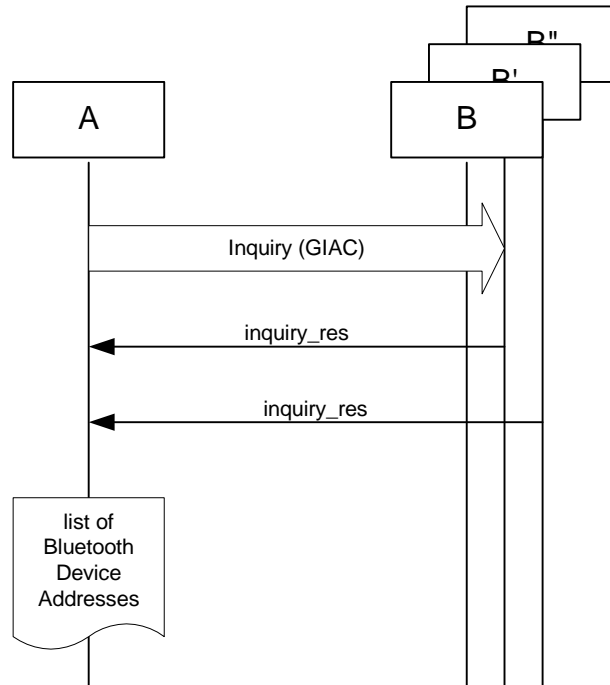 B"
B'
A
B
Inquiry (GIAC)
inquiry_res
inquiry_res
list of
Bluetooth
Device
Addresses